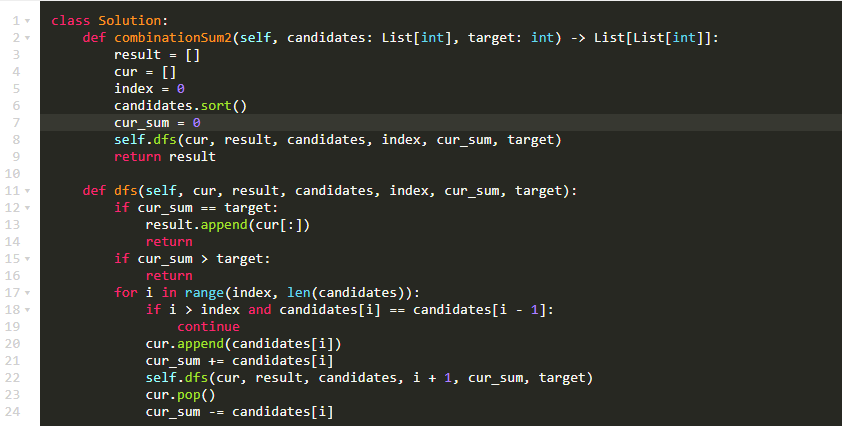 1 class Solution:
2     def combinationSum2(self, candidates: List[int], target: int) -> List[List[int]]:
3         result = []
4         cur = []
5         index = 0
6         candidates.sort()
7         cur_sum = 0
8         self.dfs(cur, result, candidates, index, cur_sum, target)
9         return result
10
11     def dfs(self, cur, result, candidates, index, cur_sum, target):
12         if cur_sum == target:
13             result.append(cur[:])
14             return
15         if cur_sum > target:
16             return
17         for i in range(index, len(candidates)):
18             if i > index and candidates[i] == candidates[i - 1]:
19                 continue
20             cur.append(candidates[i])
21             cur_sum += candidates[i]
22             self.dfs(cur, result, candidates, i + 1, cur_sum, target)
23             cur.pop()
24             cur_sum -= candidates[i]